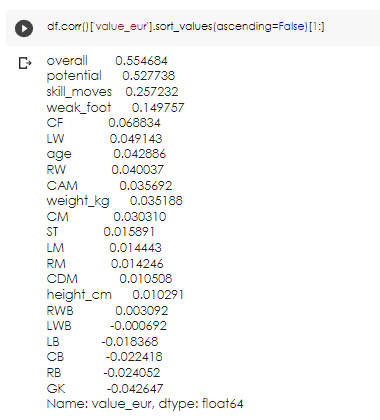 df.corr()['value_eur'].sort_values(ascending=False)[1:]
overall 0.554684
potential 0.527738
skill_moves 0.257232
weak_foot 0.149757
CF 0.068834
LW 0.049143
age 0.042886
RW 0.040037
CAM 0.035692
weight_kg 0.035188
CM 0.030310
ST 0.015891
LM 0.014443
RM 0.014246
CDM 0.010508
height_cm 0.010291
RWB 0.003092
LWB -0.000692
LB -0.018368
CB -0.022418
RB -0.024052
GK -0.042647
Name: value_eur, dtype: float64